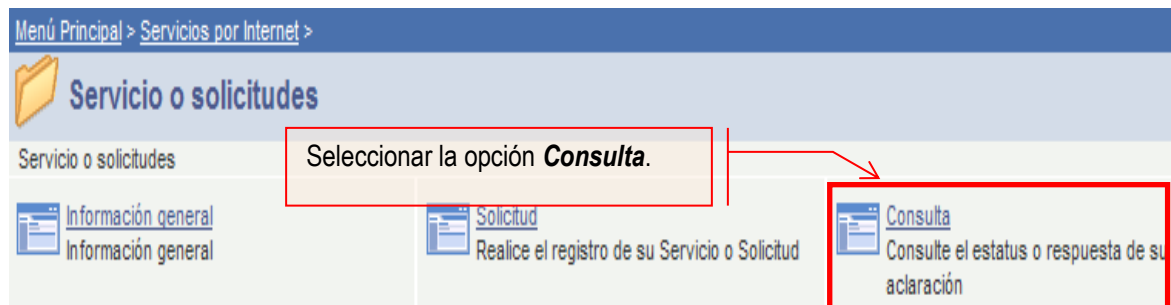 Menú Principal > Servicios por Internet >
Servicio o solicitudes
Servicio o solicitudes
Seleccionar la opción Consulta.
Información general
Información general
Solicitud
Realice el registro de su Servicio o Solicitud
Consulta
Consulte el estatus o respuesta de su
aclaración